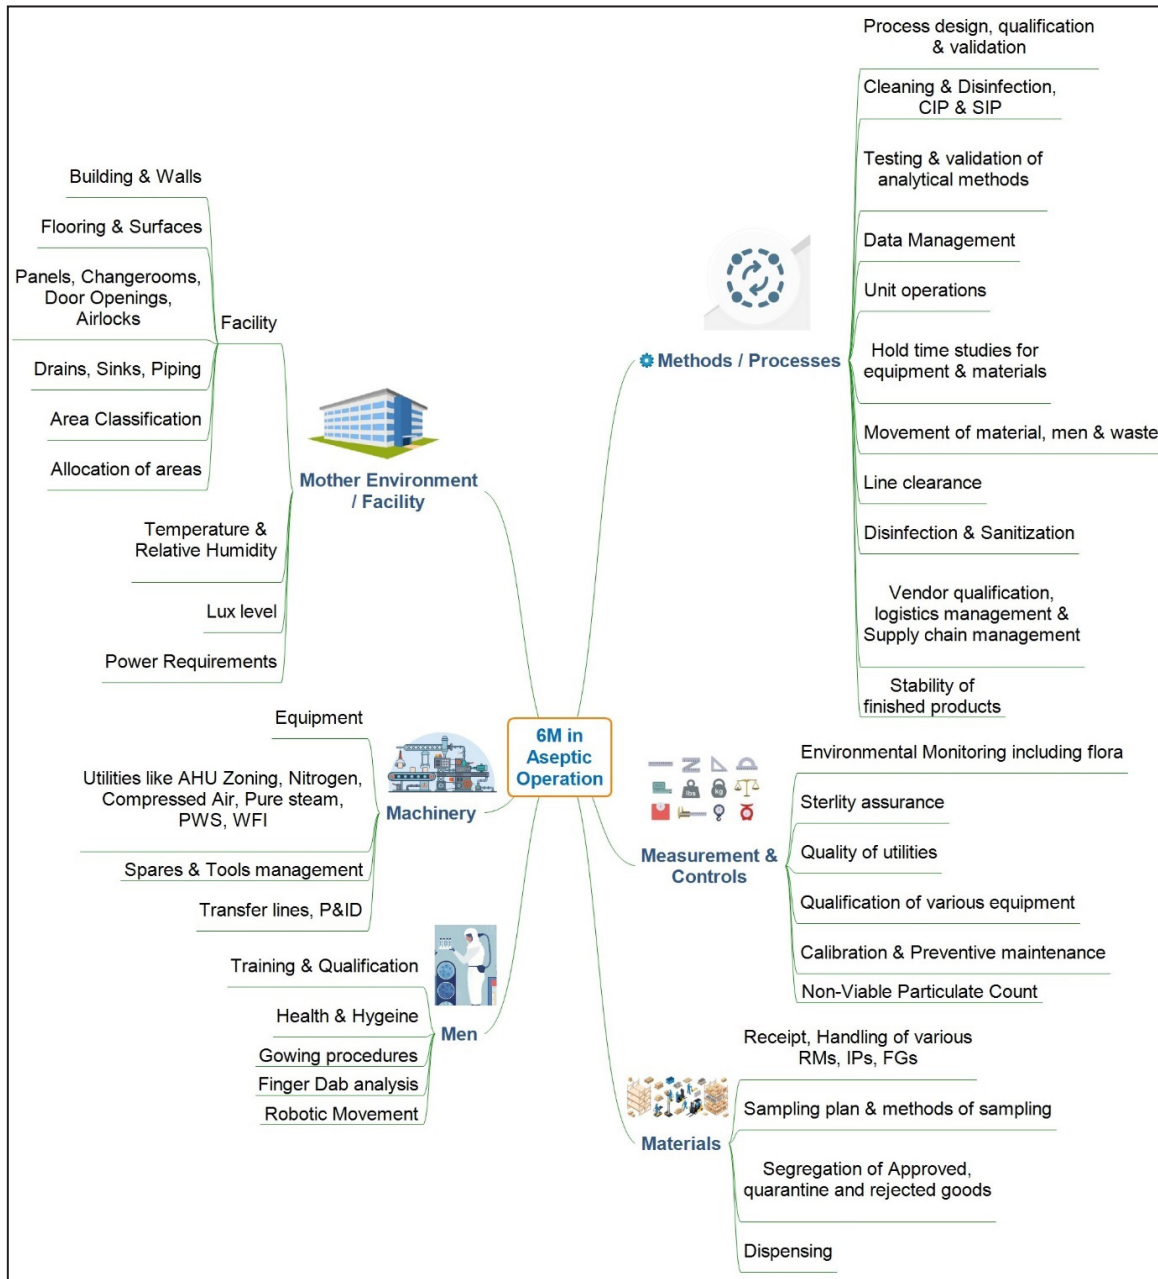 Process design, qualification
& validation
Cleaning & Disinfection,
CIP & SIP
Testing & validation of
analytical methods
Data Management
Unit operations
Hold time studies for
equipment & materials
Movement of material, men & waste
Line clearance
Disinfection & Sanitization
Vendor qualification,
logistics management &
Supply chain management
Stability of
finished products
Methods / Processes
Building & Walls
Flooring & Surfaces
Panels, Changerooms,
Door Openings,
Airlocks
Drains, Sinks, Piping
Area Classification
Allocation of areas
Facility
Temperature &
Relative Humidity
Lux level
Power Requirements
Mother Environment
/ Facility
6M in
Aseptic
Operation
Equipment
Utilities like AHU Zoning, Nitrogen,
Compressed Air, Pure steam,
PWS, WFI
Spares & Tools management
Transfer lines, P&ID
Machinery
Environmental Monitoring including flora
Sterlity assurance
Quality of utilities
Qualification of various equipment
Calibration & Preventive maintenance
Non-Viable Particulate Count
lbs
kg
Measurement &
Controls
Training & Qualification
Health & Hygeine
Gowing procedures
Finger Dab analysis
Robotic Movement
Men
Receipt, Handling of various
RMs, IPs, FGs
Sampling plan & methods of sampling
Segregation of Approved,
quarantine and rejected goods
Dispensing
Materials